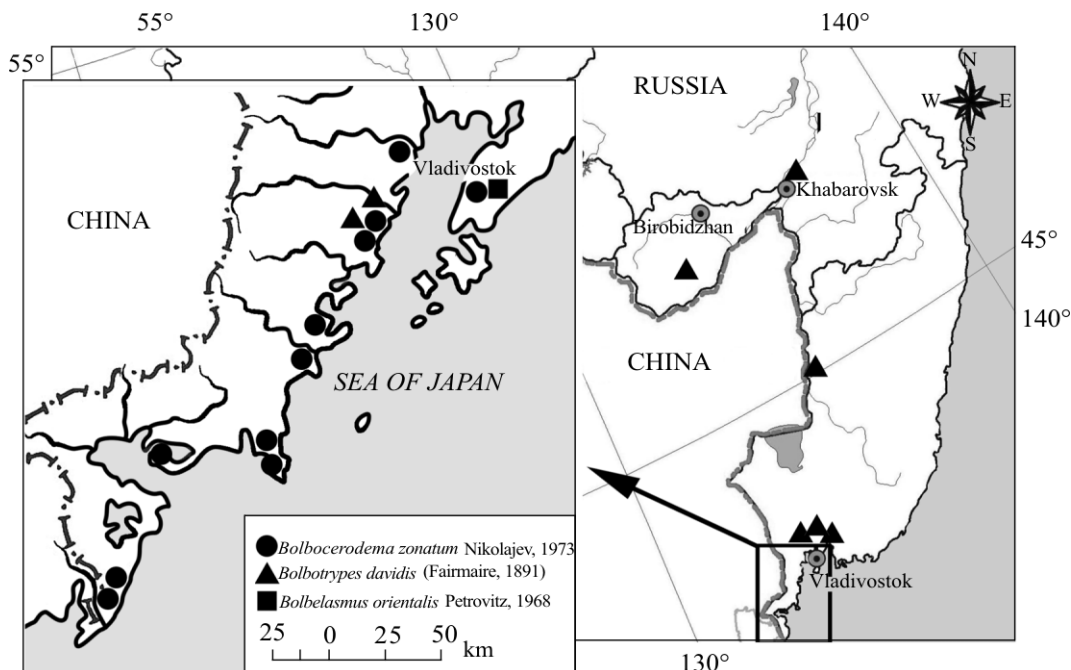 55°
130°
140°
55°
N
W E
S
RUSSIA
Vladivostok
Khabarovsk
CHINA
Birobidzhan
45°
140°
CHINA
SEA OF JAPAN
Bolbocerodema zonatum Nikolajev, 1973
Bolbotrypes davidis (Fairmaire, 1891)
Bolbelasmus orientalis Petrovitz, 1968
25 0 25 50
km
Vladivostok
130°